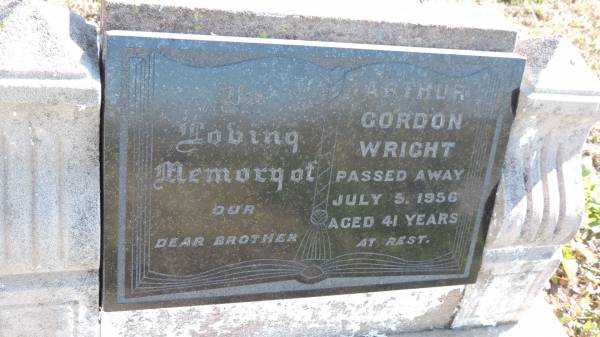 In
Loving
Memory of
OUR
DEAR BROTHER
ARTHUR
GORDON
WRIGHT
PASSED AWAY
JULY 5, 1956
AGED 41 YEARS
AT REST.